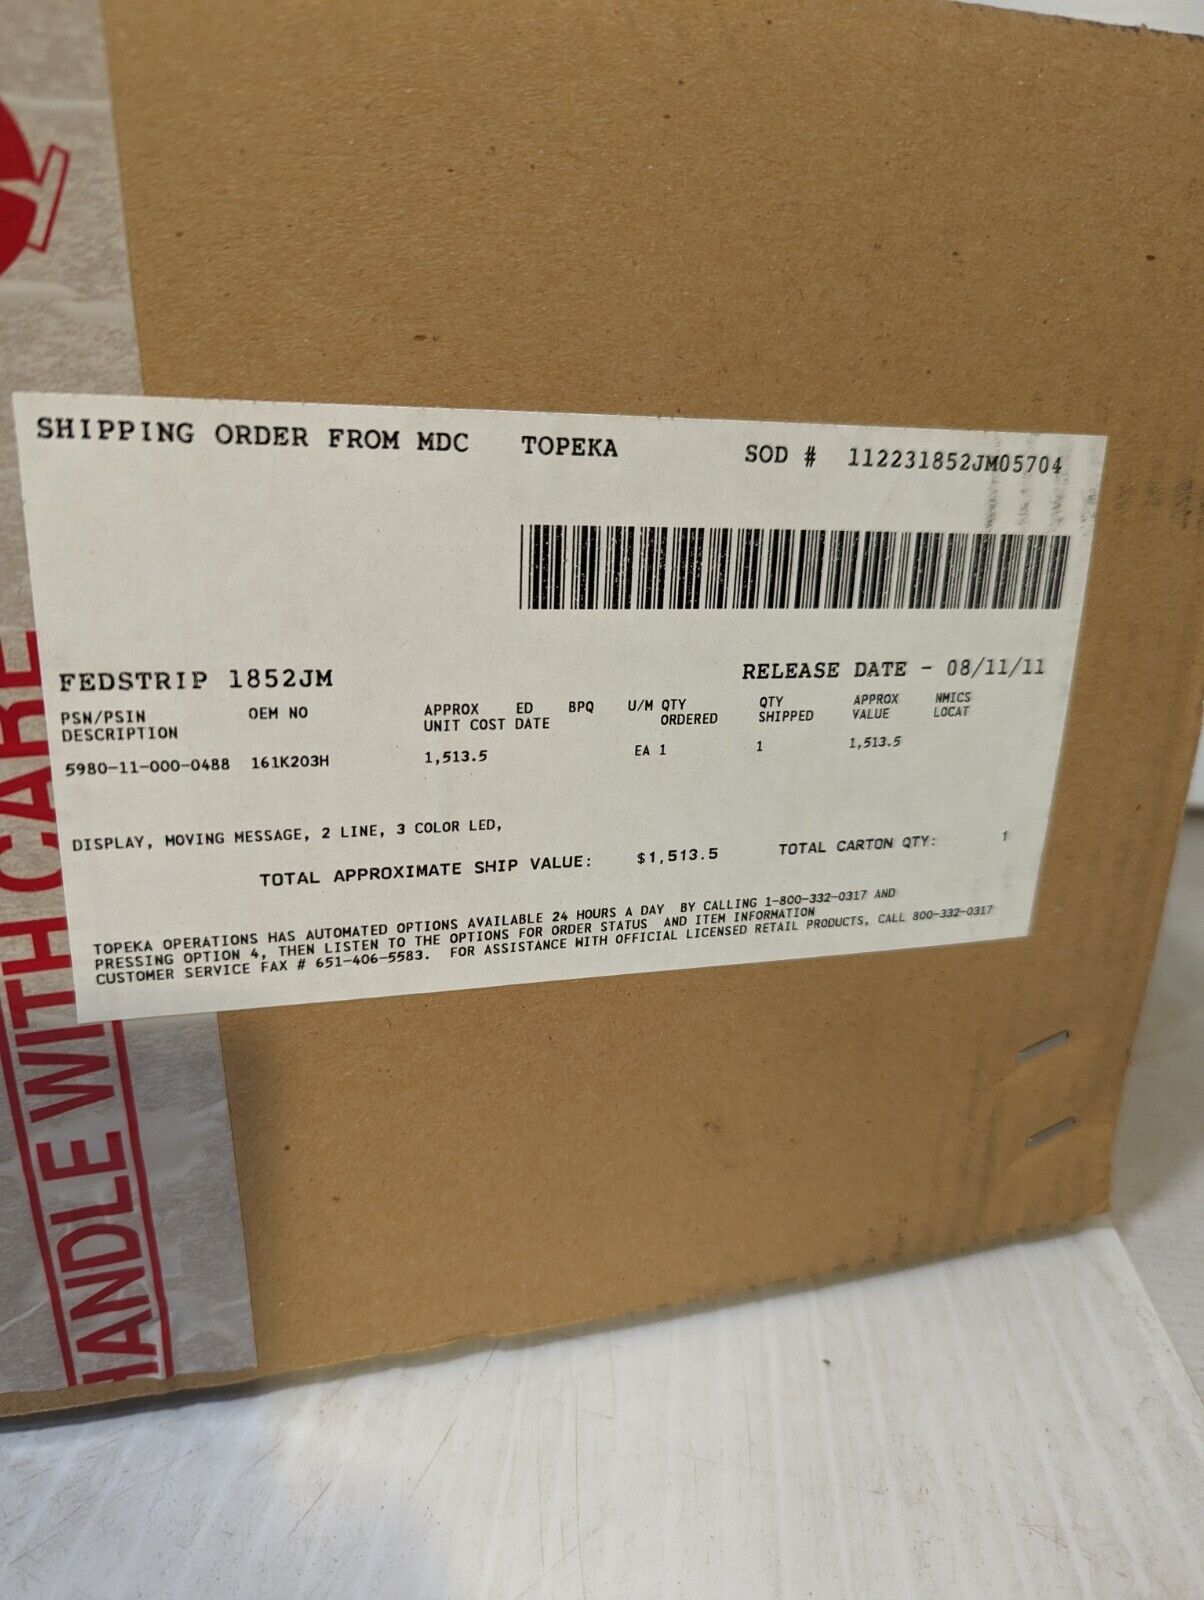 SHIPPING ORDER FROM MDC TOPEKA SOD # 112231852JM05704
FEDSTRIP 1852JM RELEASE DATE - 08/11/11
PSN/PSIN OEM NO APPROX ED BPQ U/M QTY QTY APPROX NMICS
DESCRIPTION UNIT COST DATE ORDERED SHIPPED VALUE LOCAT
5980-11-000-0488 161K203H 1,513.5 EA 1 1 1,513.5
DISPLAY, MOVING MESSAGE, 2 LINE, 3 COLOR LED,
TOTAL APPROXIMATE SHIP VALUE: $1,513.5 TOTAL CARTON QTY: 1
TOPEKA OPERATIONS HAS AUTOMATED OPTIONS AVAILABLE 24 HOURS A DAY BY CALLING 1-800-332-0317 AND
PRESSING OPTION 4, THEN LISTEN TO THE OPTIONS FOR ORDER STATUS AND ITEM INFORMATION
CUSTOMER SERVICE FAX # 651-406-5583. FOR ASSISTANCE WITH OFFICIAL LICENSED RETAIL PRODUCTS, CALL 800-332-0317
HANDLE WITH CARE